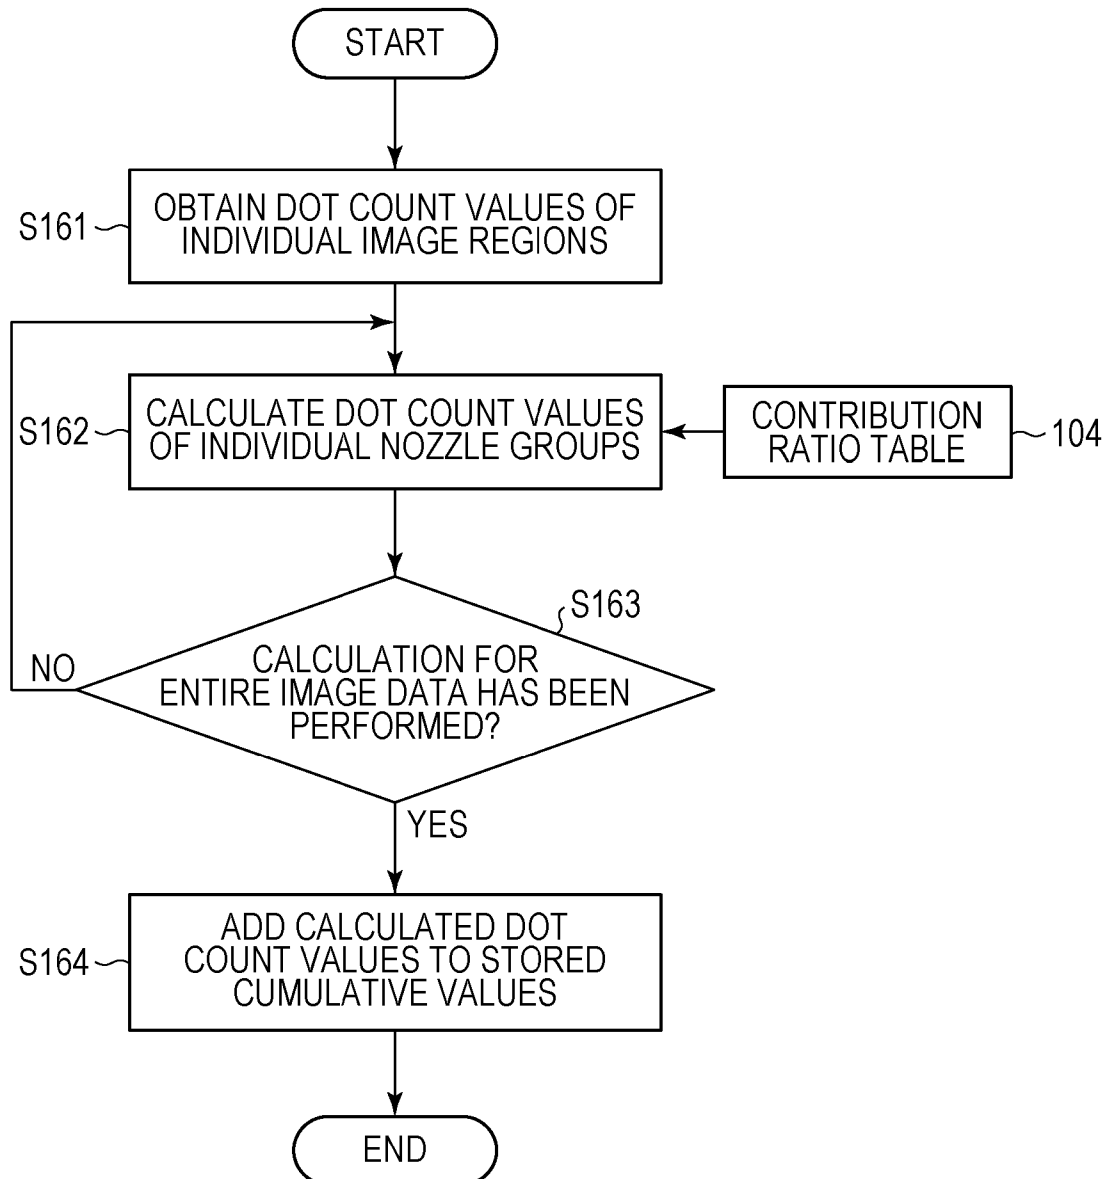 START
S161
OBTAIN DOT COUNT VALUES OF
INDIVIDUAL IMAGE REGIONS
S162
CALCULATE DOT COUNT VALUES
OF INDIVIDUAL NOZZLE GROUPS
CONTRIBUTION
RATIO TABLE
104
S163
NO
CALCULATION FOR
ENTIRE IMAGE DATA HAS BEEN
PERFORMED?
YES
S164
ADD CALCULATED DOT
COUNT VALUES TO STORED
CUMULATIVE VALUES
END